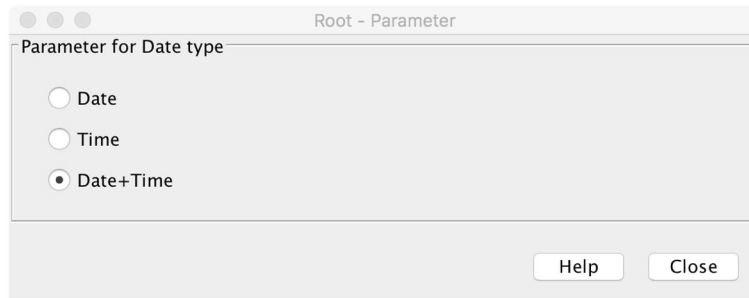 Root - Parameter
Parameter for Date type
Date
Time
Date+Time
Help Close